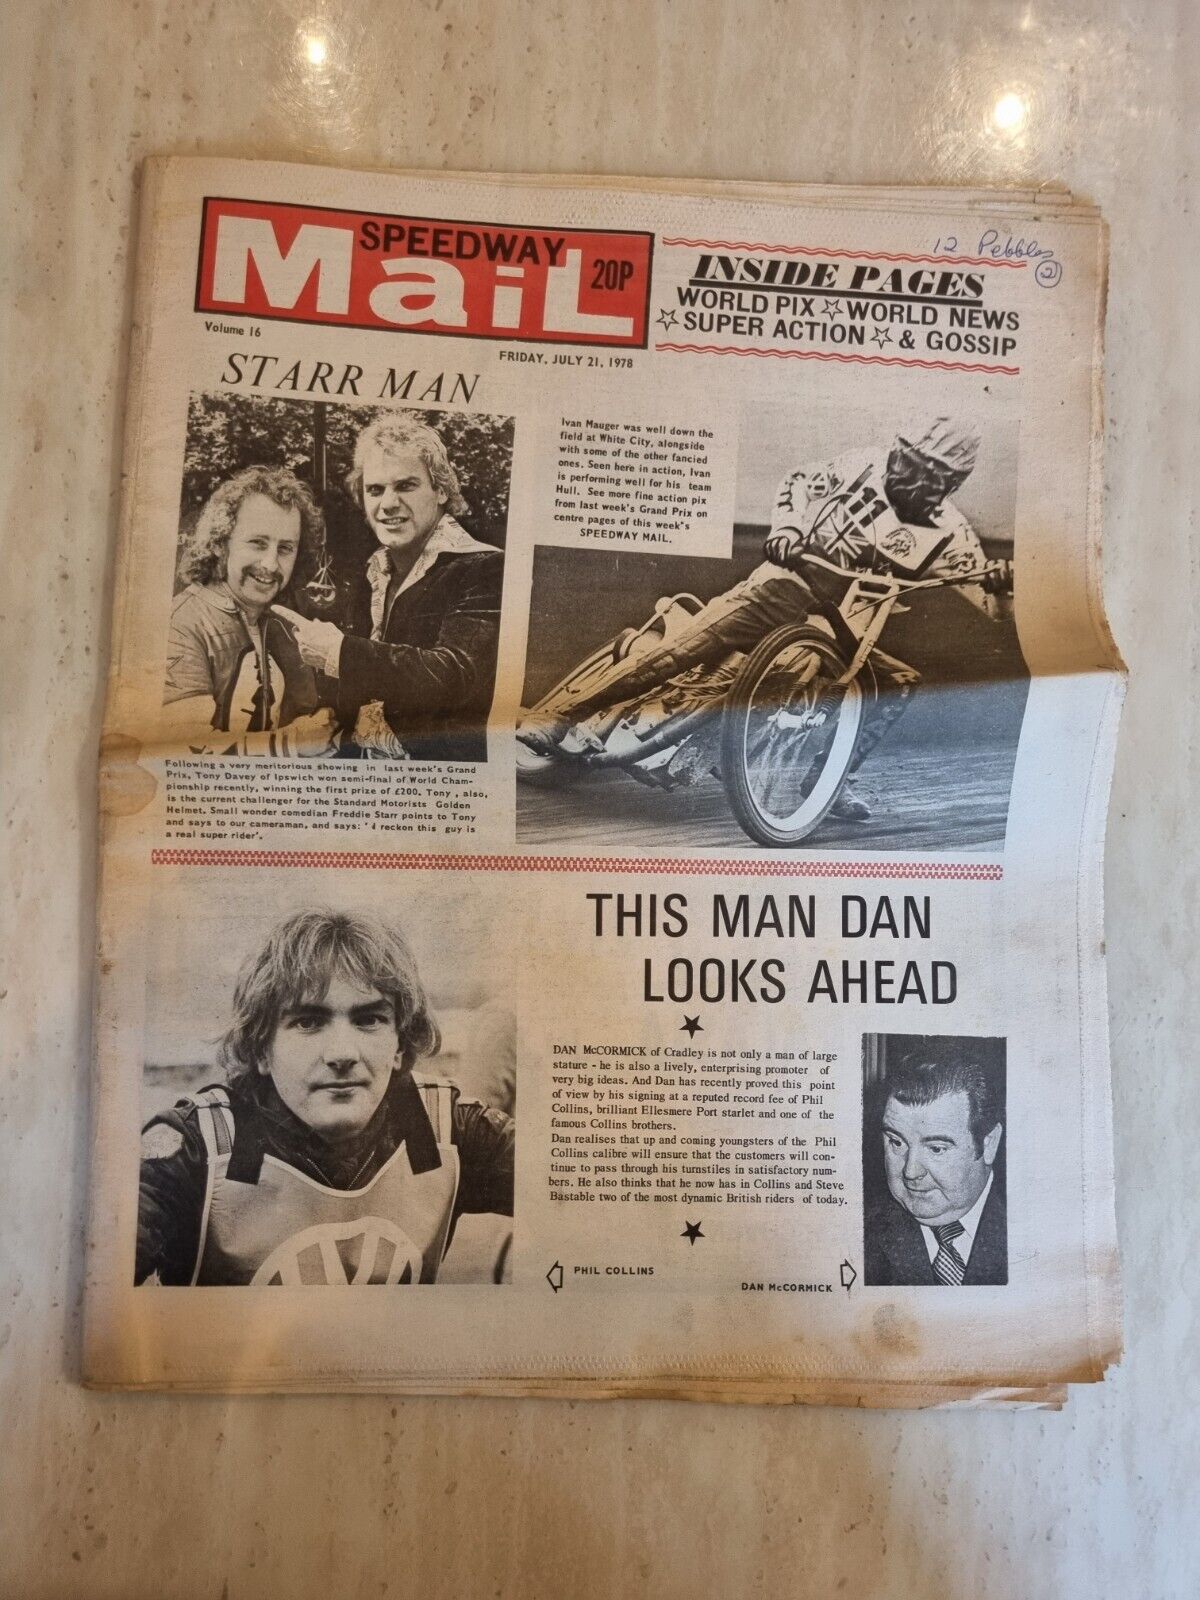 SPEEDWAY
MaiL
20P
Volume 16
FRIDAY, JULY 21, 1978
12 Pebbles
2
INSIDE PAGES
WORLD PIX ☆ WORLD NEWS
☆ SUPER ACTION ☆ & GOSSIP
STARR MAN
Ivan Mauger was well down the
field at White City, alongside
with some of the other fancied
ones. Seen here in action, Ivan
is performing well for his team
Hull. See more fine action pix
from last week's Grand Prix on
centre pages of this week's
SPEEDWAY MAIL.
Following a very meritorious showing in last week's Grand
Prix, Tony Davey of Ipswich won semi-final of World Cham-
pionship recently, winning the first prize of £200. Tony , also,
is the current challenger for the Standard Motorists Golden
Helmet. Small wonder comedian Freddie Starr points to Tony
and says to our cameraman, and says: 'I reckon this guy is
a real super rider'.
THIS MAN DAN
LOOKS AHEAD
★
DAN McCORMICK of Cradley is not only a man of large
stature - he is also a lively, enterprising promoter of
very big ideas. And Dan has recently proved this point
of view by his signing at a reputed record fee of Phil
Collins, brilliant Ellesmere Port starlet and one of the
famous Collins brothers.
Dan realises that up and coming youngsters of the Phil
Collins calibre will ensure that the customers will con-
tinue to pass through his turnstiles in satisfactory num-
bers. He also thinks that he now has in Collins and Steve
Bastable two of the most dynamic British riders of today.
★
PHIL COLLINS
DAN McCORMICK